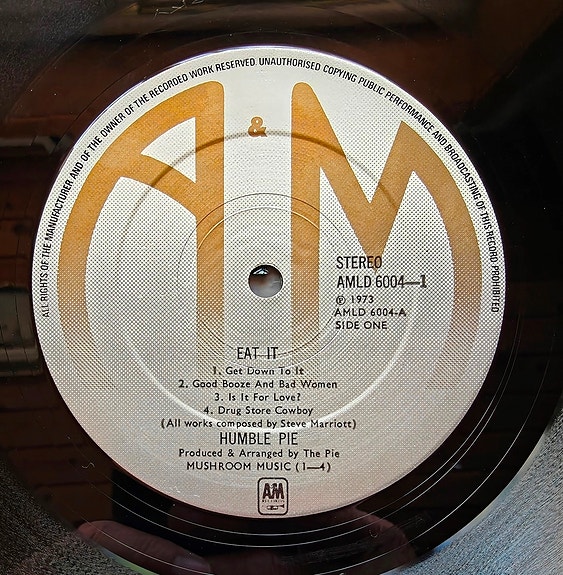 ALL RIGHTS OF THE MANUFACTURER AND OF THE OWNER OF THE RECORDED WORK RESERVED. UNAUTHORISED COPYING PUBLIC PERFORMANCE AND BROADCASTING OF THIS RECORD PROHIBITED
A & M
STEREO
AMLD 6004—1
℗ 1973
AMLD 6004-A
SIDE ONE
EAT IT
1. Get Down To It
2. Good Booze And Bad Women
3. Is It For Love?
4. Drug Store Cowboy
(All works composed by Steve Marriott)
HUMBLE PIE
Produced & Arranged by The Pie
MUSHROOM MUSIC (1—4)
A&M
RECORDS